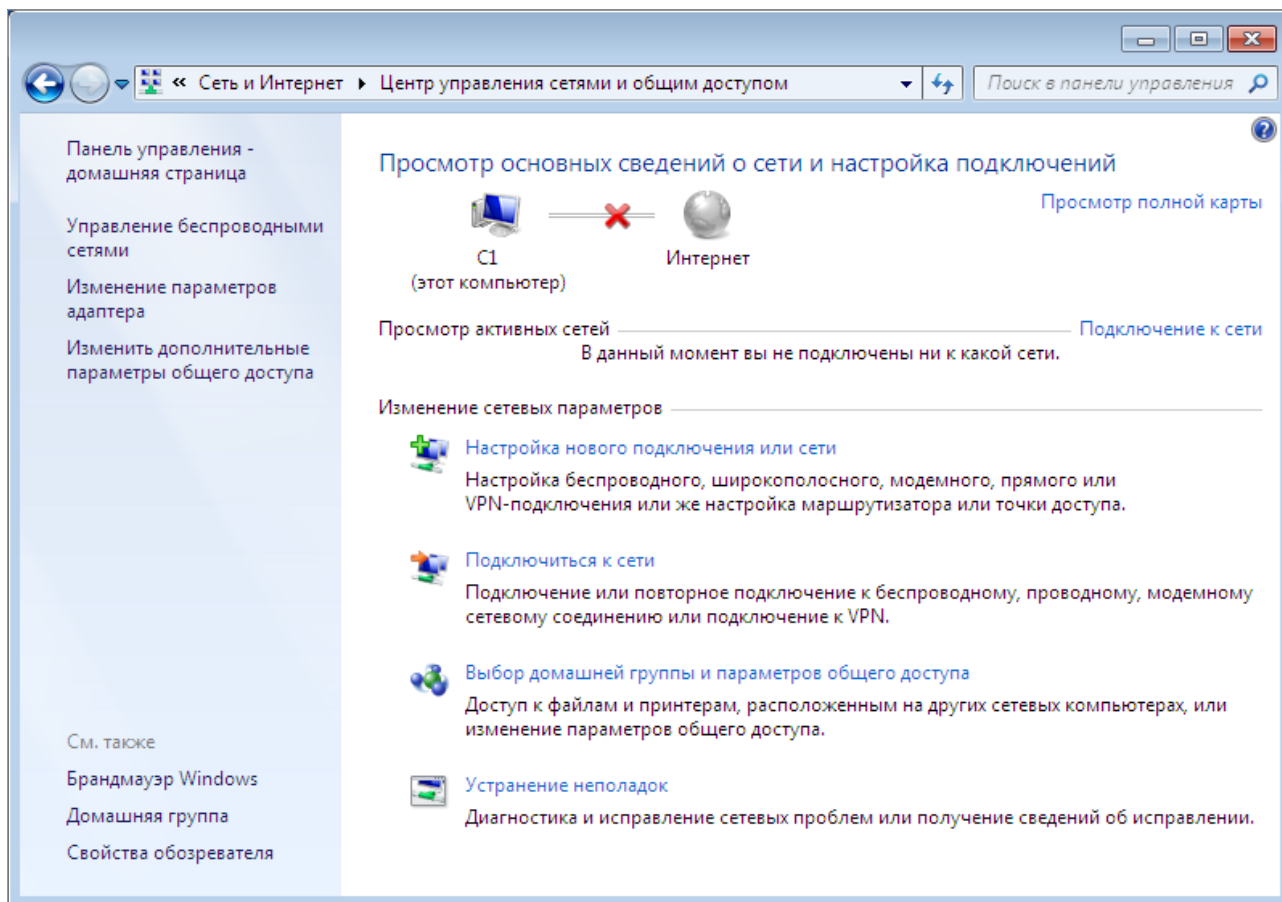 « Сеть и Интернет Центр управления сетями и общим доступом
Поиск в панели управления
Панель управления -
домашняя страница
Управление беспроводными
сетями
Изменение параметров
адаптера
Изменить дополнительные
параметры общего доступа
См. также
Брандмауэр Windows
Домашняя группа
Свойства обозревателя
Просмотр основных сведений о сети и настройка подключений
Просмотр полной карты
C1
(этот компьютер)
Интернет
Просмотр активных сетей
Подключение к сети
В данный момент вы не подключены ни к какой сети.
Изменение сетевых параметров
Настройка нового подключения или сети
Настройка беспроводного, широкополосного, модемного, прямого или
VPN-подключения или же настройка маршрутизатора или точки доступа.
Подключиться к сети
Подключение или повторное подключение к беспроводному, проводному, модемному
сетевому соединению или подключение к VPN.
Выбор домашней группы и параметров общего доступа
Доступ к файлам и принтерам, расположенным на других сетевых компьютерах, или
изменение параметров общего доступа.
Устранение неполадок
Диагностика и исправление сетевых проблем или получение сведений об исправлении.